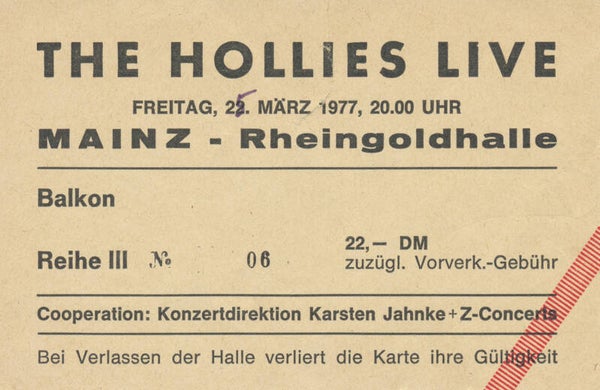 THE HOLLIES LIVE
FREITAG, 25. MÄRZ 1977, 20.00 UHR
MAINZ - Rheingoldhalle
Balkon
Reihe III № 06
22,— DM
zuzügl. Vorverk.-Gebühr
Cooperation: Konzertdirektion Karsten Jahnke + Z-Concerts
Bei Verlassen der Halle verliert die Karte ihre Gültigkeit